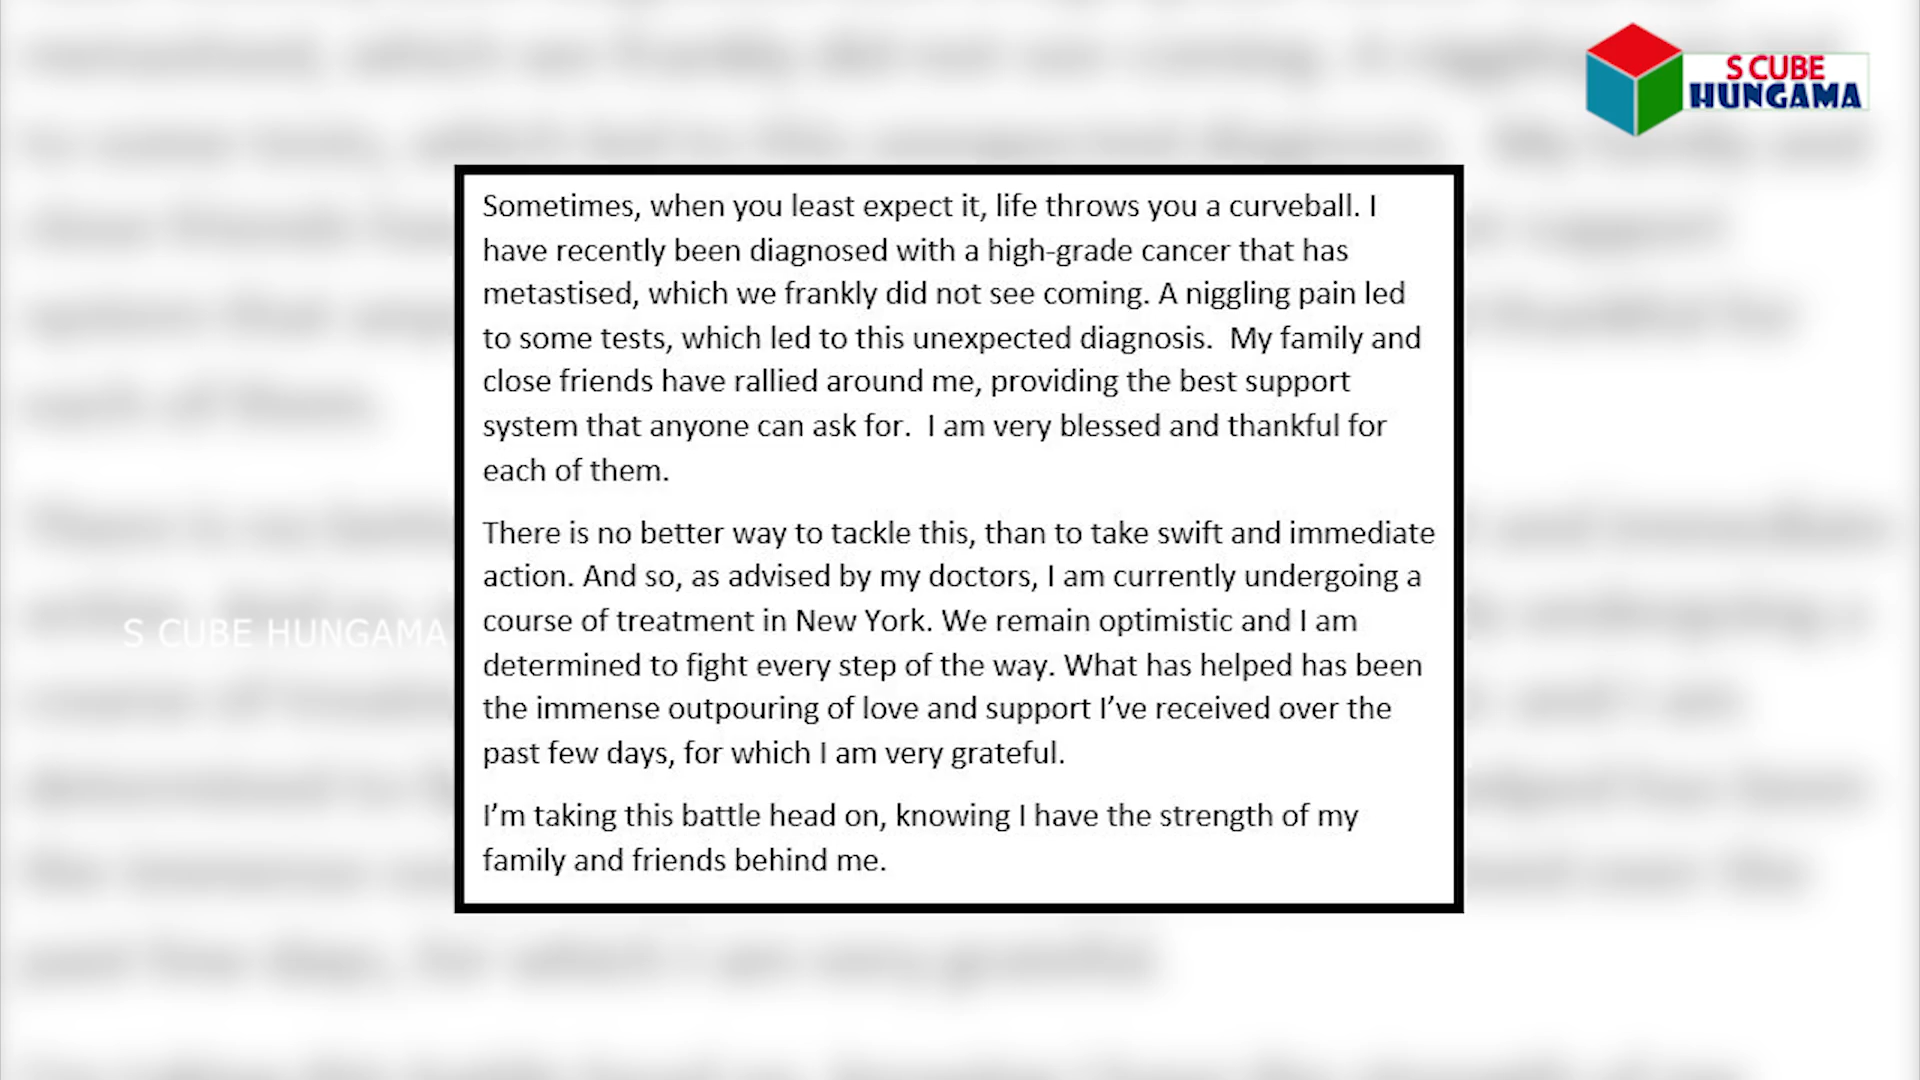 S CUBE
HUNGAMA
Sometimes, when you least expect it, life throws you a curveball. I
have recently been diagnosed with a high-grade cancer that has
metastised, which we frankly did not see coming. A niggling pain led
to some tests, which led to this unexpected diagnosis.  My family and
close friends have rallied around me, providing the best support
system that anyone can ask for.  I am very blessed and thankful for
each of them.
There is no better way to tackle this, than to take swift and immediate
action. And so, as advised by my doctors, I am currently undergoing a
course of treatment in New York. We remain optimistic and I am
determined to fight every step of the way. What has helped has been
the immense outpouring of love and support I’ve received over the
past few days, for which I am very grateful.
I’m taking this battle head on, knowing I have the strength of my
family and friends behind me.
S CUBE HUNGAMA